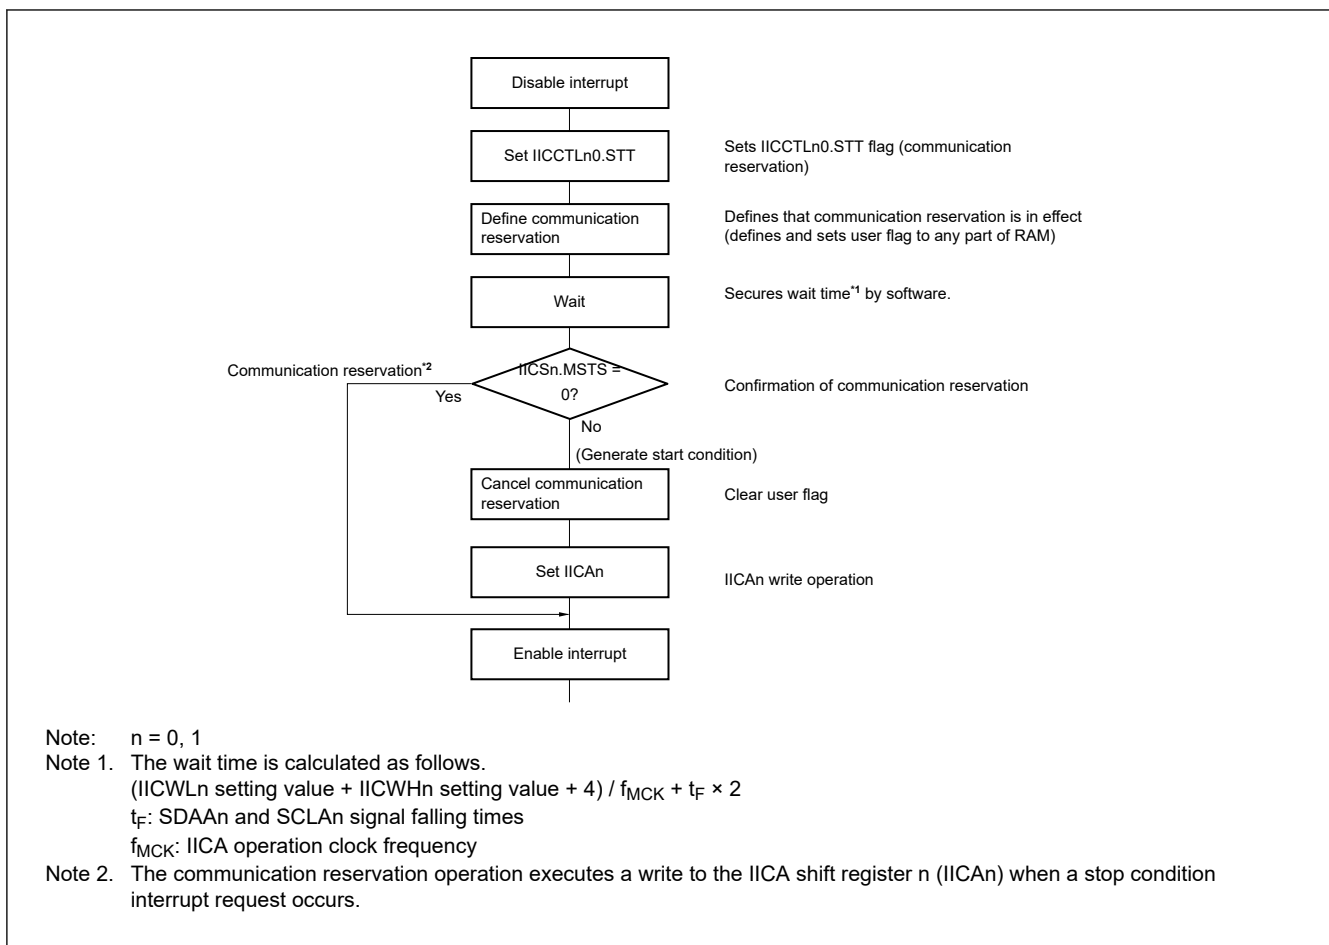 Disable interrupt
Set IICCTLn0.STT
Sets IICCTLn0.STT flag (communication
reservation)
Define communication
reservation
Defines that communication reservation is in effect
(defines and sets user flag to any part of RAM)
Wait
Secures wait time*1 by software.
Communication reservation*2
IICSn.MSTS =
0?
Confirmation of communication reservation
Yes
No
(Generate start condition)
Cancel communication
reservation
Clear user flag
Set IICAn
IICAn write operation
Enable interrupt
Note: n = 0, 1
Note 1. The wait time is calculated as follows.
(IICWLn setting value + IICWHn setting value + 4) / fMCK + tF × 2
tF: SDAAn and SCLAn signal falling times
fMCK: IICA operation clock frequency
Note 2. The communication reservation operation executes a write to the IICA shift register n (IICAn) when a stop condition
interrupt request occurs.